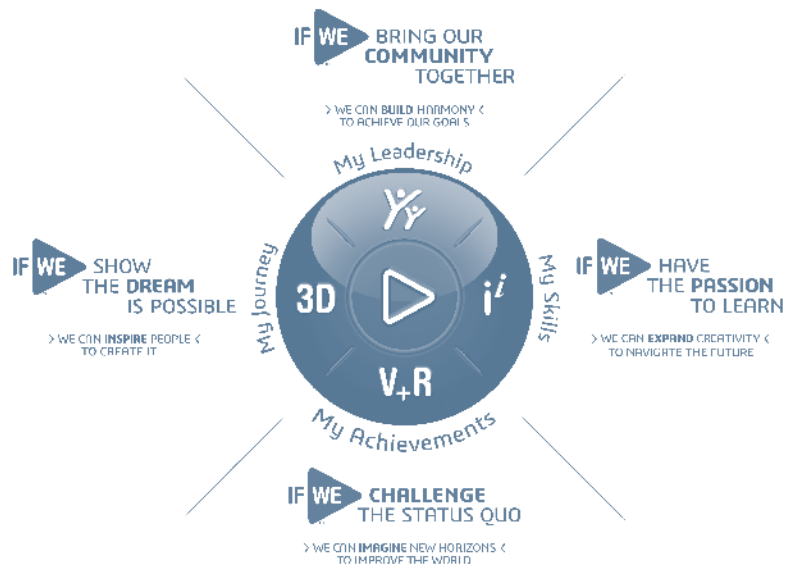 IF WE BRING OUR
COMMUNITY
TOGETHER
> WE CAN BUILD HARMONY <
TO ACHIEVE OUR GOALS
My Leadership
IF WE SHOW
THE DREAM
IS POSSIBLE
> WE CAN INSPIRE PEOPLE <
TO CREATE IT
My Journey
3D
i i
My Skills
IF WE HAVE
THE PASSION
TO LEARN
> WE CAN EXPAND CREATIVITY <
TO NAVIGATE THE FUTURE
V+R
My Achievements
IF WE CHALLENGE
THE STATUS QUO
> WE CAN IMAGINE NEW HORIZONS <
TO IMPROVE THE WORLD